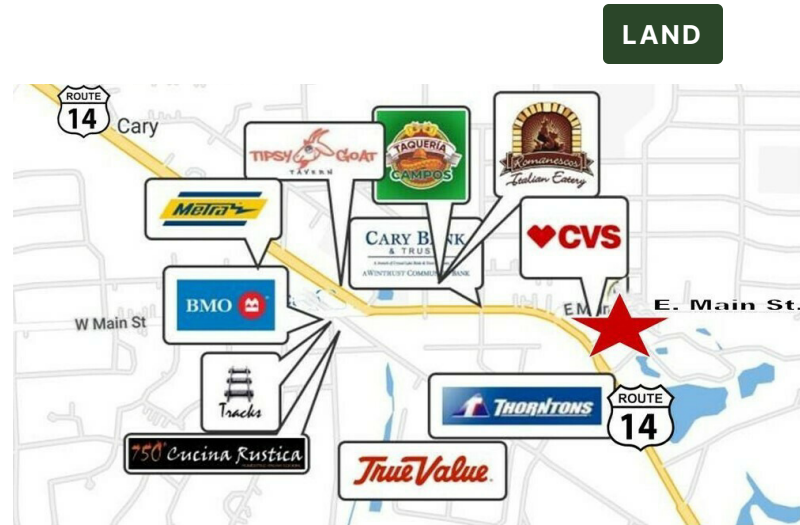 LAND
ROUTE
14
Cary
TIPSY GOAT
TAVERN
TAQUERIA
CAMPOS
Romanescos
Italian Eatery
Metra
CARY BANK
& TRUST
A WINTRUST COMMUNITY BANK
CVS
BMO
W Main St
E Main
E. Main St.
Tracks
750° Cucina Rustica
THORNTONS
ROUTE
14
True Value